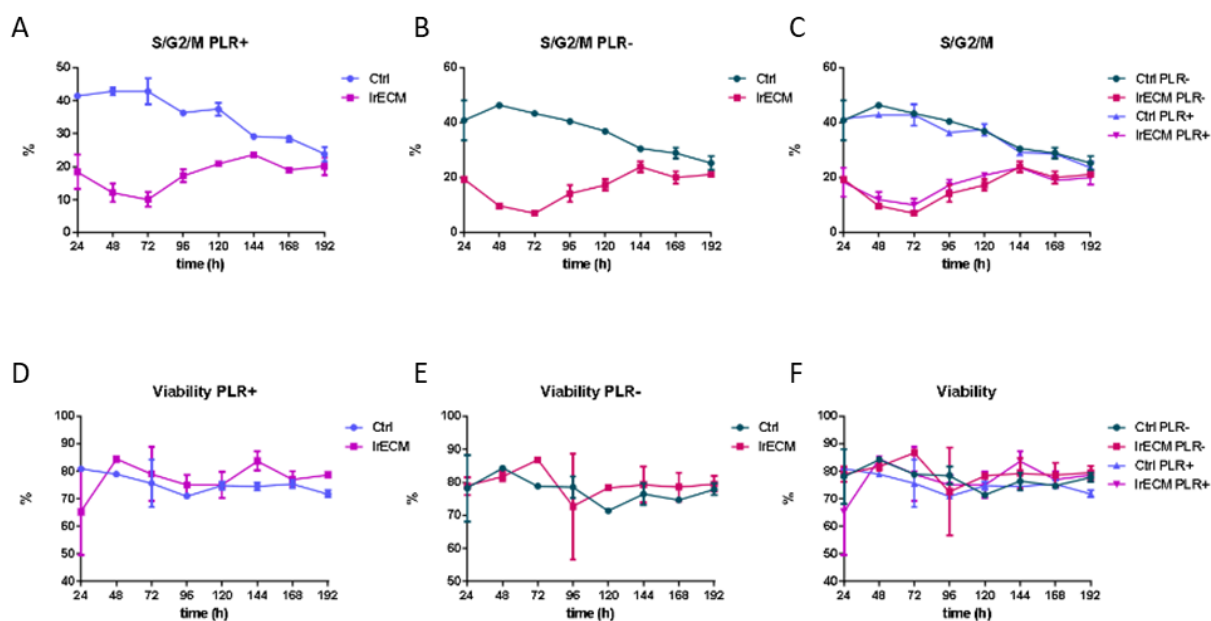 A
S/G2/M PLR+
50
40
30
20
10
0
%
24 48 72 96 120 144 168 192
time (h)
Ctrl
IrECM
B
S/G2/M PLR-
60
40
20
0
%
24 48 72 96 120 144 168 192
time (h)
Ctrl
IrECM
C
S/G2/M
60
40
20
0
%
24 48 72 96 120 144 168 192
time (h)
Ctrl PLR-
IrECM PLR-
Ctrl PLR+
IrECM PLR+
D
Viability PLR+
100
90
80
70
60
50
40
%
24 48 72 96 120 144 168 192
time (h)
Ctrl
IrECM
E
Viability PLR-
100
90
80
70
60
50
%
24 48 72 96 120 144 168 192
time (h)
Ctrl
IrECM
F
Viability
100
90
80
70
60
50
40
%
24 48 72 96 120 144 168 192
time (h)
Ctrl PLR-
IrECM PLR-
Ctrl PLR+
IrECM PLR+